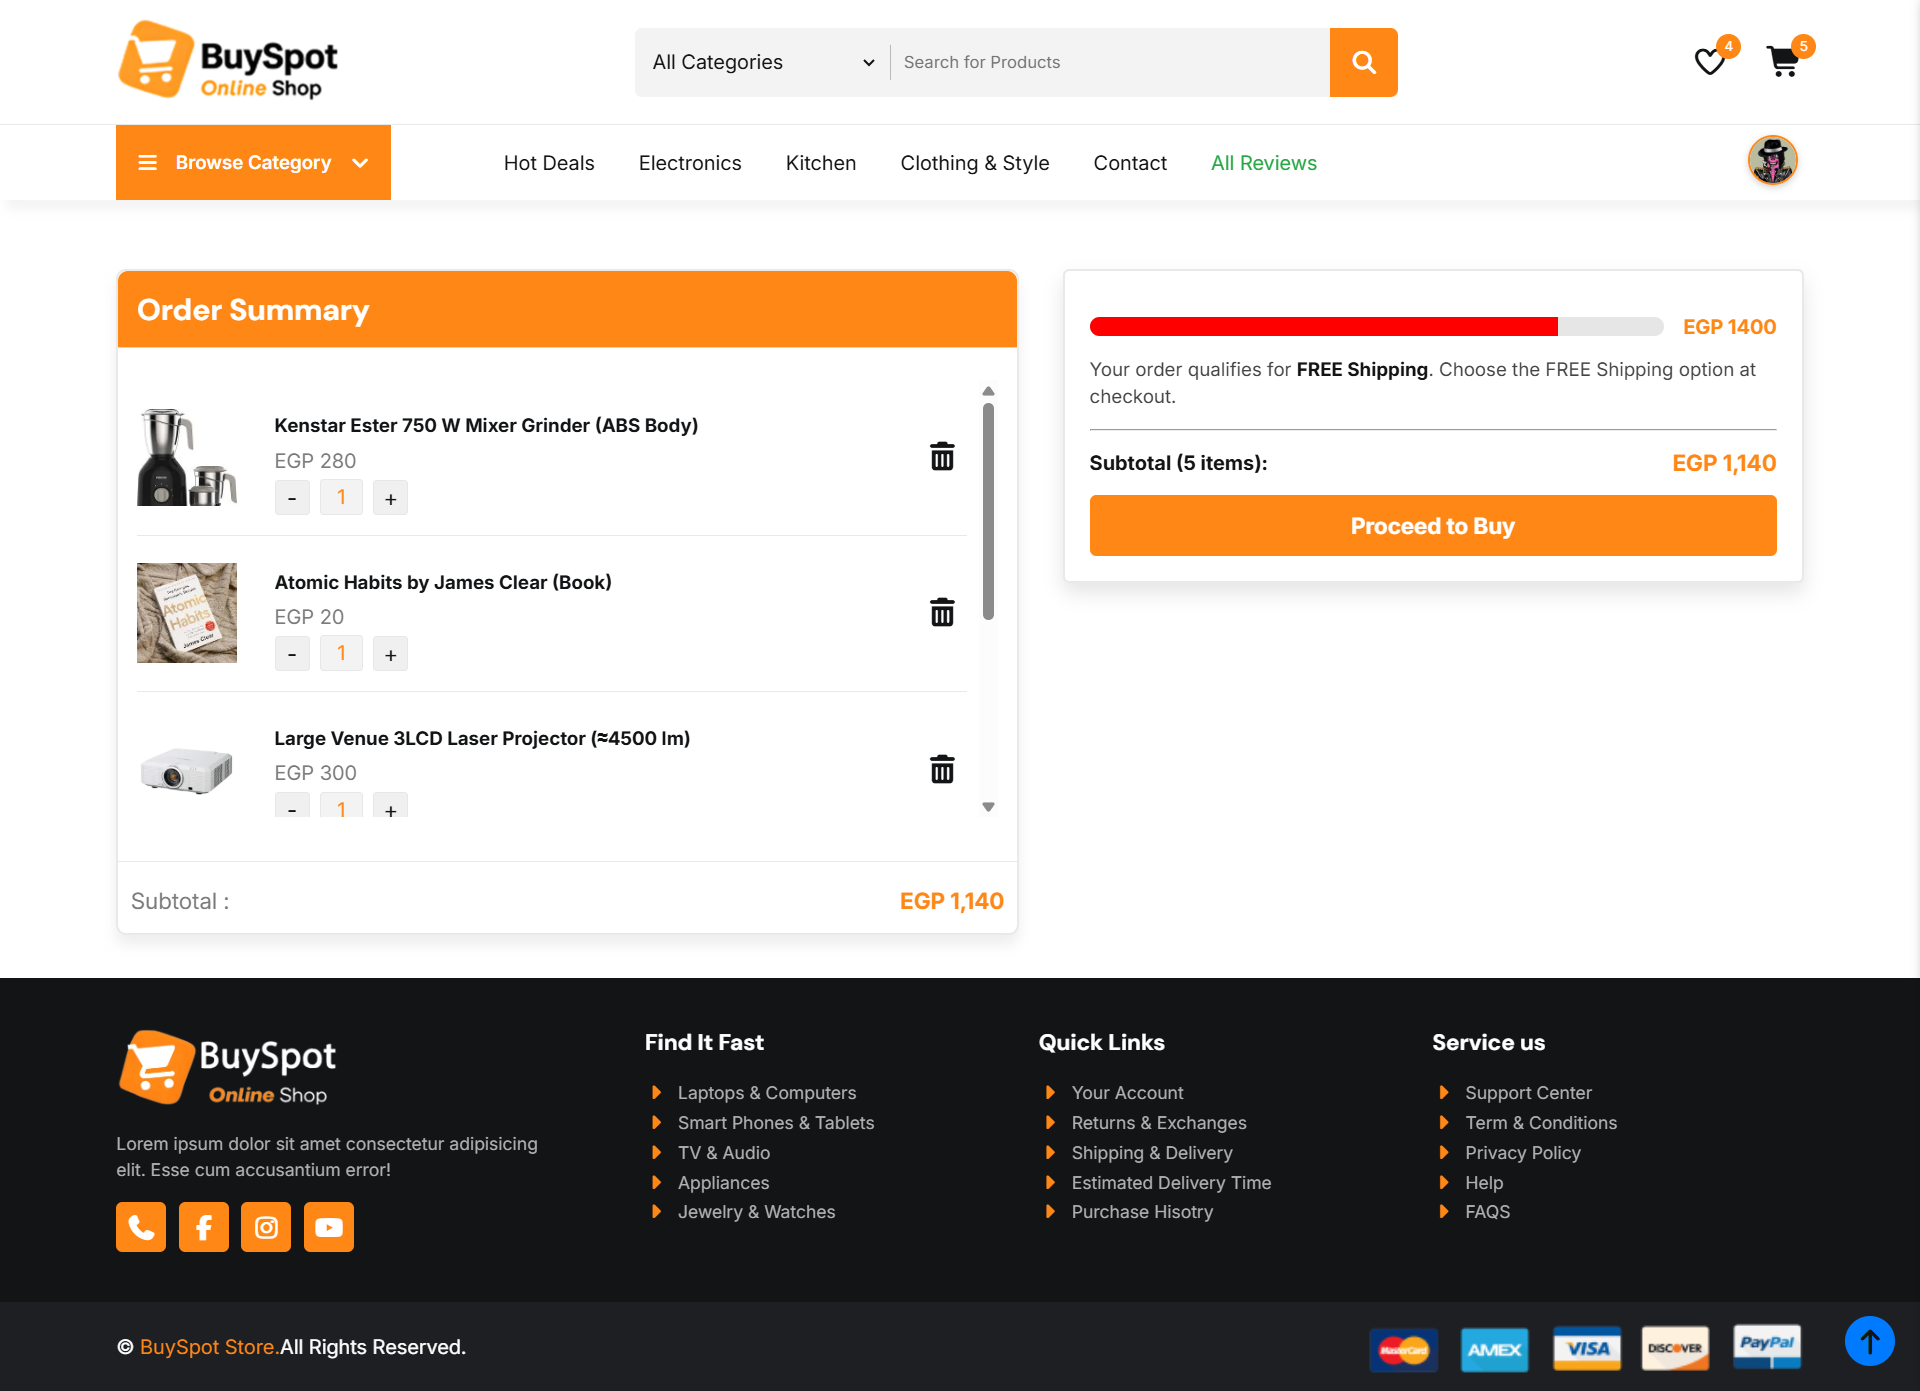 BuySpot
Online Shop
All Categories
Search for Products
4
5
Browse Category
Hot Deals
Electronics
Kitchen
Clothing & Style
Contact
All Reviews
Order Summary
Kenstar Ester 750 W Mixer Grinder (ABS Body)
EGP 280
- 1 +
Atomic Habits by James Clear (Book)
EGP 20
- 1 +
Atomic
Habits
James Clear
Large Venue 3LCD Laser Projector (≈4500 lm)
EGP 300
- 1 +
Subtotal :
EGP 1,140
EGP 1400
Your order qualifies for FREE Shipping. Choose the FREE Shipping option at
checkout.
Subtotal (5 items):
EGP 1,140
Proceed to Buy
BuySpot
Online Shop
Lorem ipsum dolor sit amet consectetur adipisicing
elit. Esse cum accusantium error!
Find It Fast
Laptops & Computers
Smart Phones & Tablets
TV & Audio
Appliances
Jewelry & Watches
Quick Links
Your Account
Returns & Exchanges
Shipping & Delivery
Estimated Delivery Time
Purchase Hisotry
Service us
Support Center
Term & Conditions
Privacy Policy
Help
FAQS
© BuySpot Store.All Rights Reserved.
MasterCard
AMEX
VISA
DISCOVER
PayPal